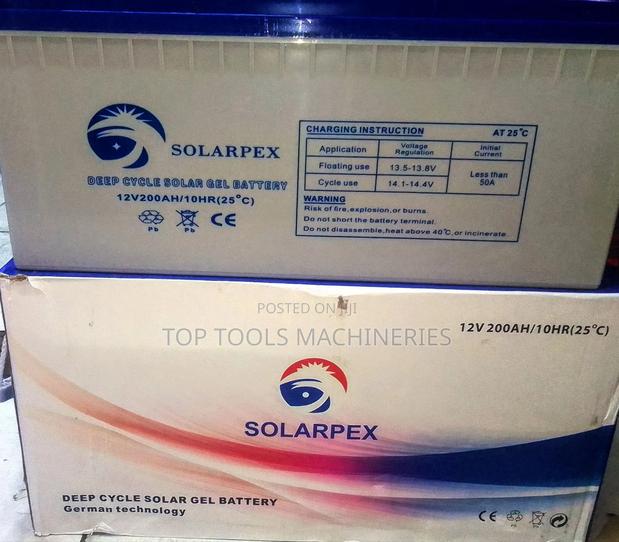 SOLARPEX
DEEP CYCLE SOLAR GEL BATTERY
12V200AH/10HR(25°C)
Pb Pb CE
CHARGING INSTRUCTION AT 25°C
Application Voltage Regulation Initial Current
Floating use 13.5-13.8V Less than 50A
Cycle use 14.1-14.4V
WARNING
Risk of fire,explosion,or burns.
Do not short the battery terminal.
Do not disassemble,heat above 40°C,or incinerate.
POSTED ON JIJI
TOP TOOLS MACHINERIES
12V 200AH/10HR(25°C)
SOLARPEX
DEEP CYCLE SOLAR GEL BATTERY
German technology
CE